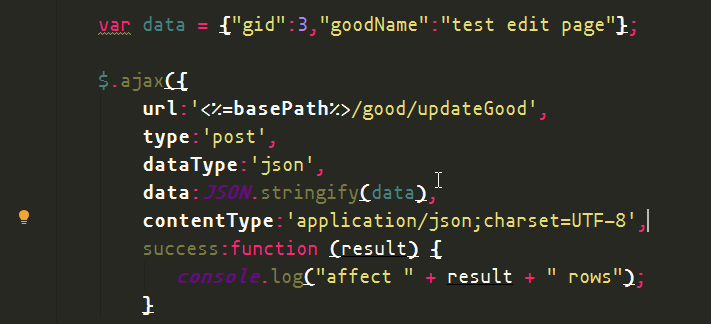 var data = {"gid":3,"goodName":"test edit page"};
$.ajax({
url:'<%=basePath%>/good/updateGood',
type:'post',
dataType:'json',
data:JSON.stringify(data),
contentType:'application/json;charset=UTF-8',
success:function (result) {
console.log("affect " + result + " rows");
}